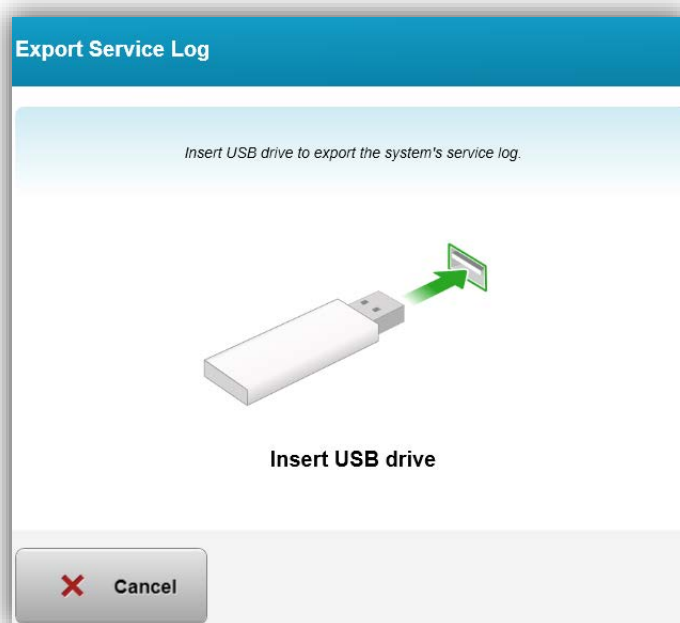 Export Service Log
Insert USB drive to export the system's service log.
Insert USB drive
Cancel